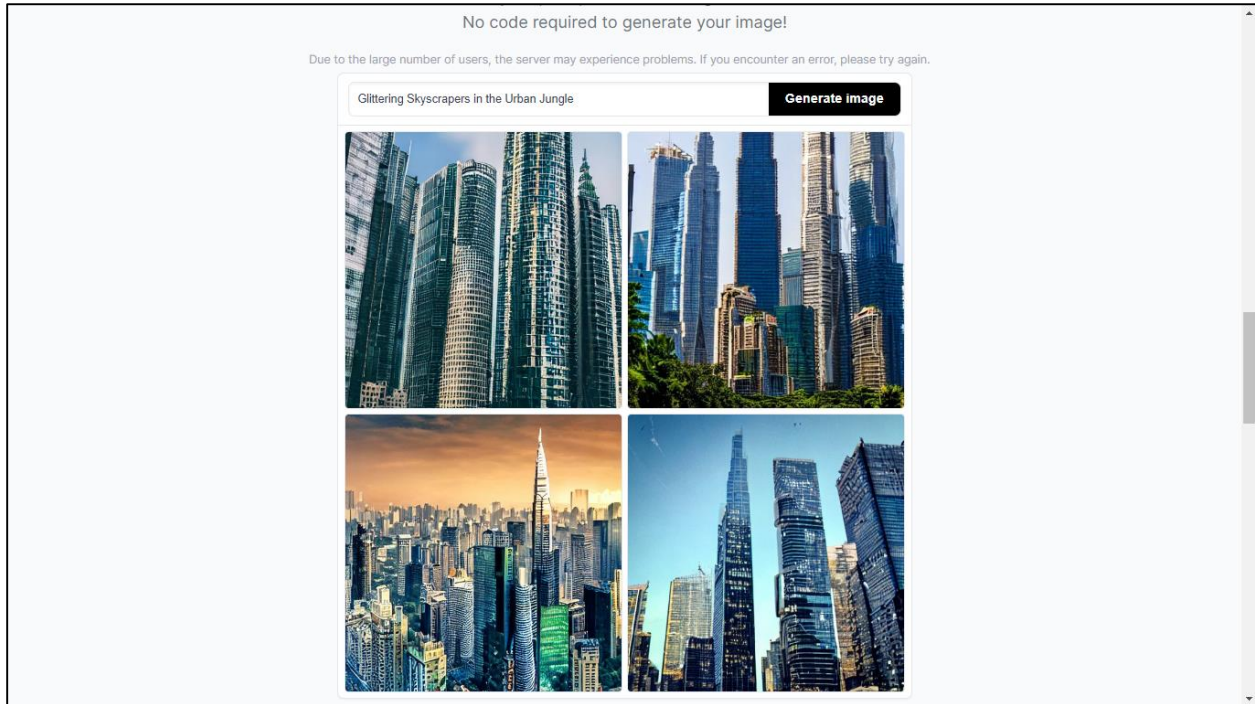 No code required to generate your image!
Due to the large number of users, the server may experience problems. If you encounter an error, please try again.
Glittering Skyscrapers in the Urban Jungle
Generate image